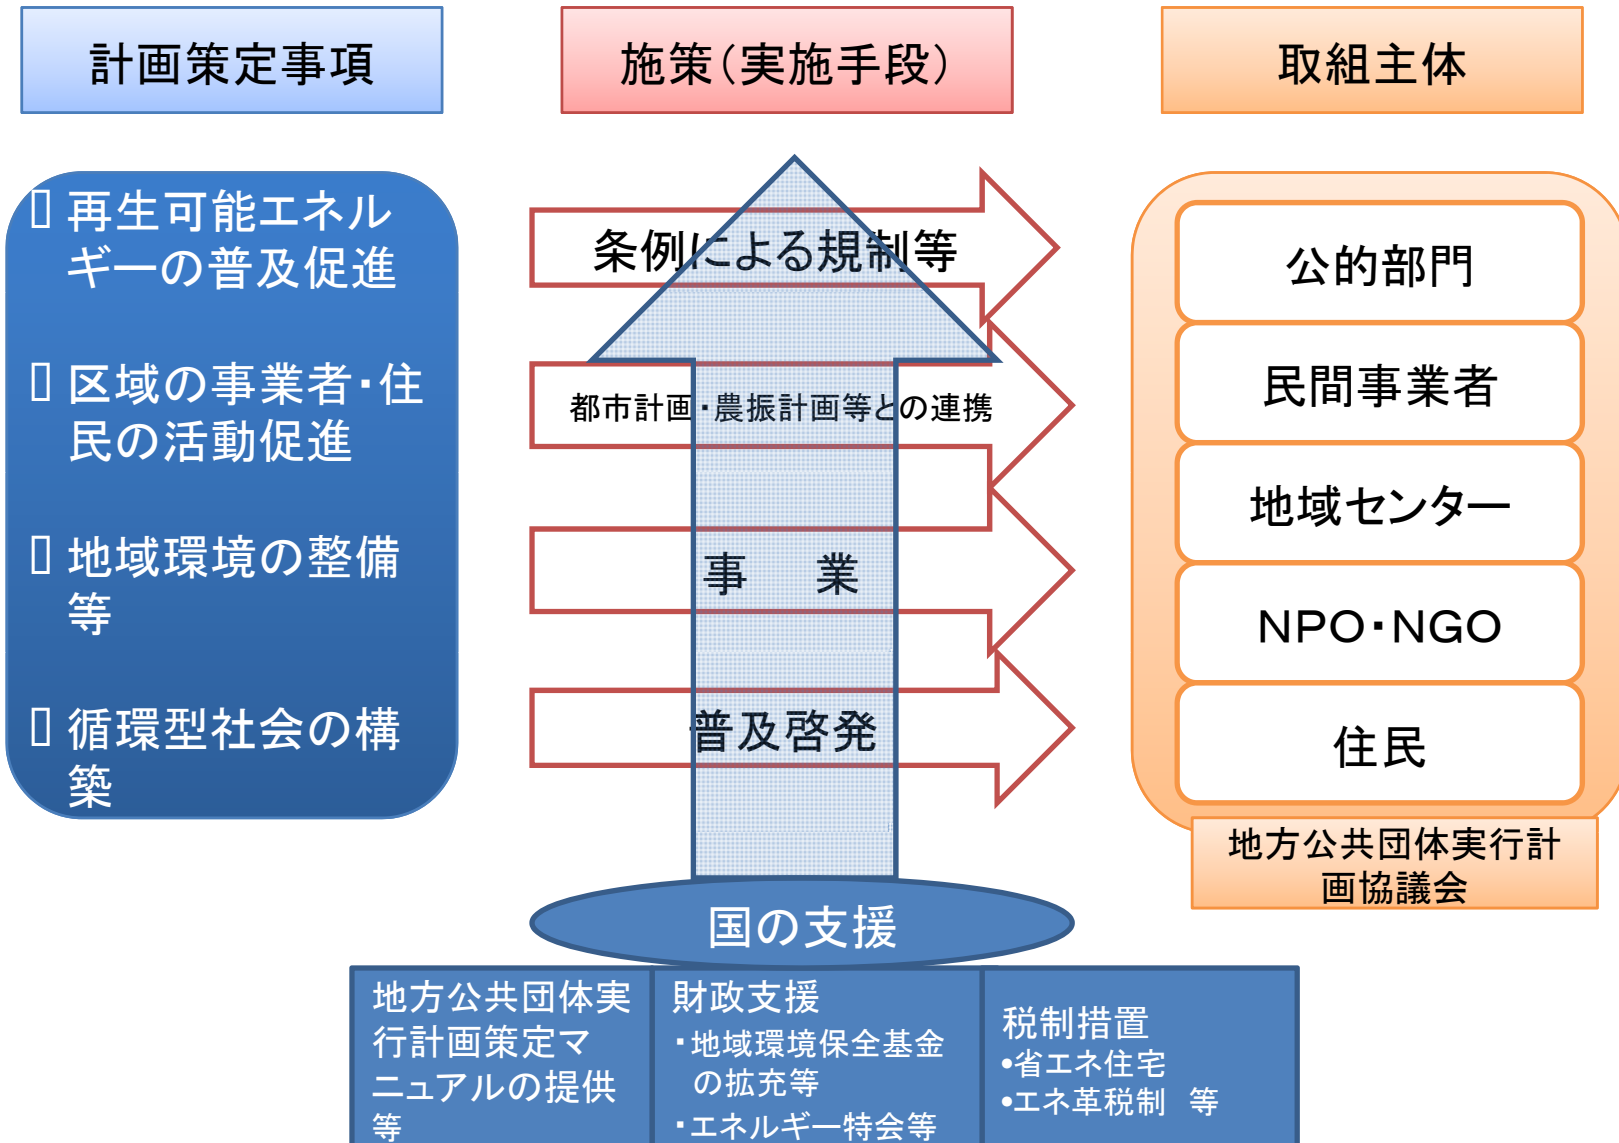 計画策定事項
施策（実施手段）
取組主体
再生可能エネル
ギーの普及促進
区域の事業者・住
民の活動促進
地域環境の整備
等
循環型社会の構
築
条例による規制等
都市計画・農振計画等との連携
事　業
普及啓発
公的部門
民間事業者
地域センター
NPO・NGO
住民
地方公共団体実行計
画協議会
国の支援
地方公共団体実
行計画策定マ
ニュアルの提供
等
財政支援
・地域環境保全基金
の拡充等
・エネルギー特会等
税制措置
•省エネ住宅
•エネ革税制　等